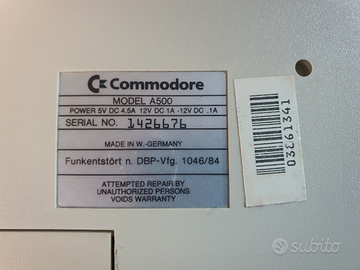 Commodore
MODEL A500
POWER 5V DC 4.5A 12V DC 1A -12V DC .1A
SERIAL NO. 1426676
MADE IN W.-GERMANY
Funkentstört n. DBP-Vfg. 1046/84
ATTEMPTED REPAIR BY
UNAUTHORIZED PERSONS
VOIDS WARRANTY
03E61341
subito